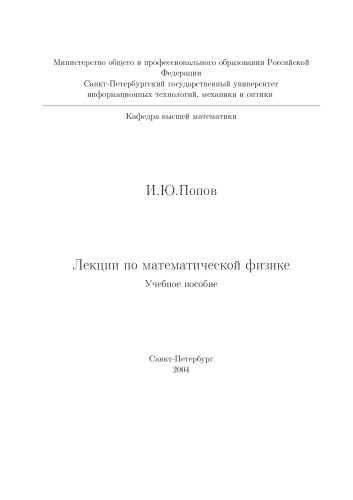 Министерство общего и профессионального образования Российской
Федерации
Санкт-Петербургский государственный университет
информационных технологий, механики и оптики
Кафедра высшей математики
И.Ю.Попов
Лекции по математической физике
Учебное пособие
Санкт-Петербург
2004